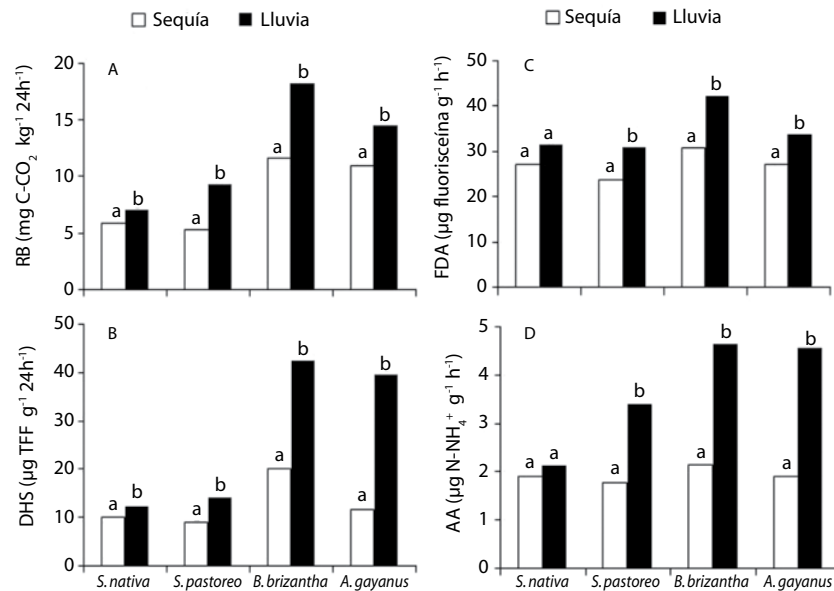 Sequía Lluvia
Sequía Lluvia
A
RB (mg C-CO₂ kg⁻¹ 24h⁻¹)
20
15
10
5
0
a b a b a b a b
C
FDA (µg fluorisceína g⁻¹ h⁻¹)
50
40
30
20
10
0
a a a b a b a b
B
DHS (µg TFF g⁻¹ 24h⁻¹)
50
40
30
20
10
0
a b a b a b a b
S. nativa S. pastoreo B. brizantha A. gayanus
D
AA (µg N-NH₄⁺ g⁻¹ h⁻¹)
5
4
3
2
1
0
a a a b a b a b
S. nativa S. pastoreo B. brizantha A. gayanus